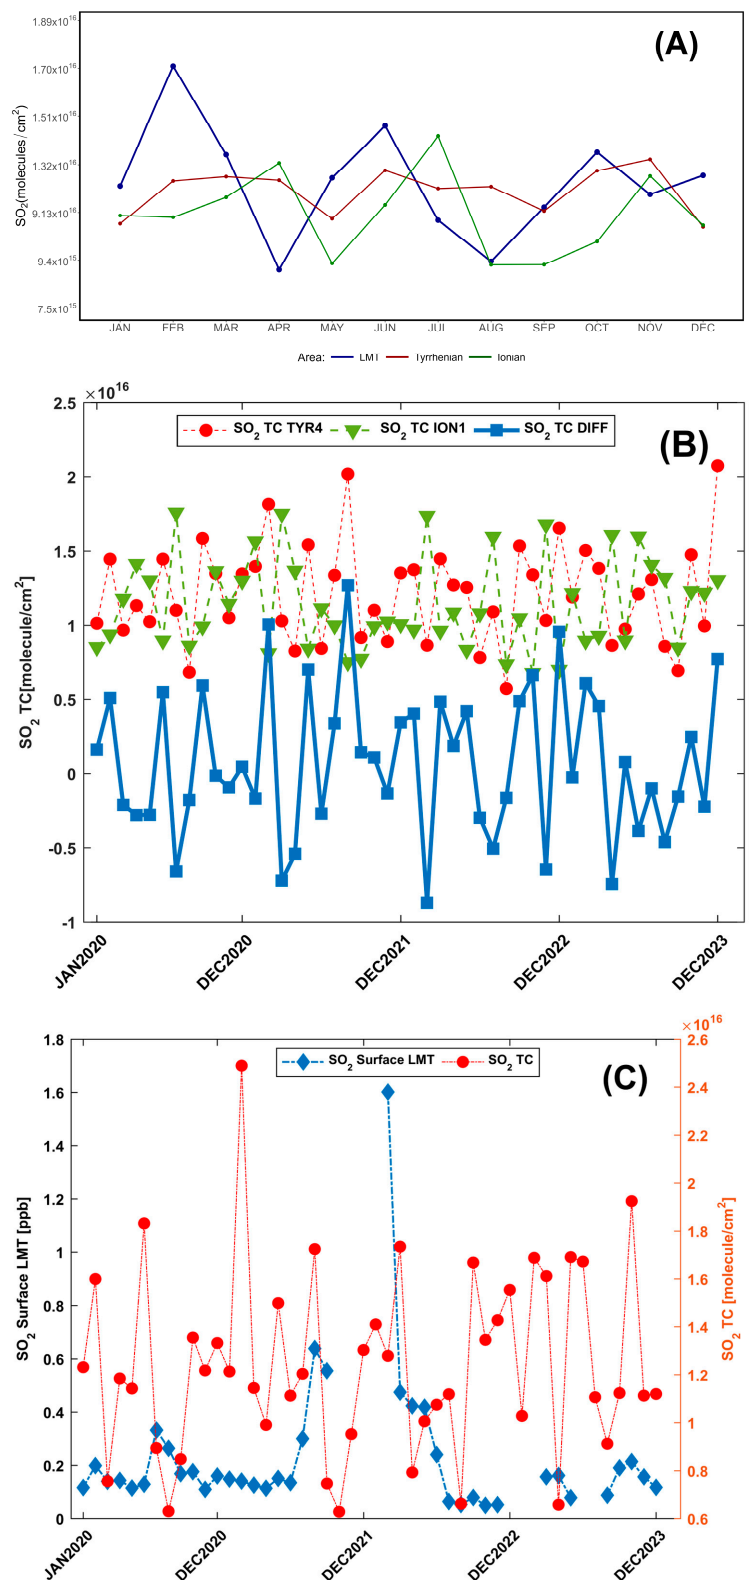 (A)
SO2(molecules/cm2)
1.89x10^16
1.70x10^16
1.51x10^16
1.32x10^16
9.13x10^16
9.4x10^15
7.5x10^15
JAN FEB MAR APR MAY JUN JUL AUG SEP OCT NOV DEC
Area: LMT Tyrrhenian Ionian
×10^16
(B)
SO2 TC TYR4 SO2 TC ION1 SO2 TC DIFF
SO2 TC[molecule/cm2]
2.5
2
1.5
1
0.5
0
-0.5
-1
JAN2020 DEC2020 DEC2021 DEC2022 DEC2023
×10^16
(C)
SO2 Surface LMT SO2 TC
SO2 Surface LMT [ppb]
1.8
1.6
1.4
1.2
1
0.8
0.6
0.4
0.2
0
SO2 TC [molecule/cm2]
2.6
2.4
2.2
2
1.8
1.6
1.4
1.2
1
0.8
0.6
JAN2020 DEC2020 DEC2021 DEC2022 DEC2023